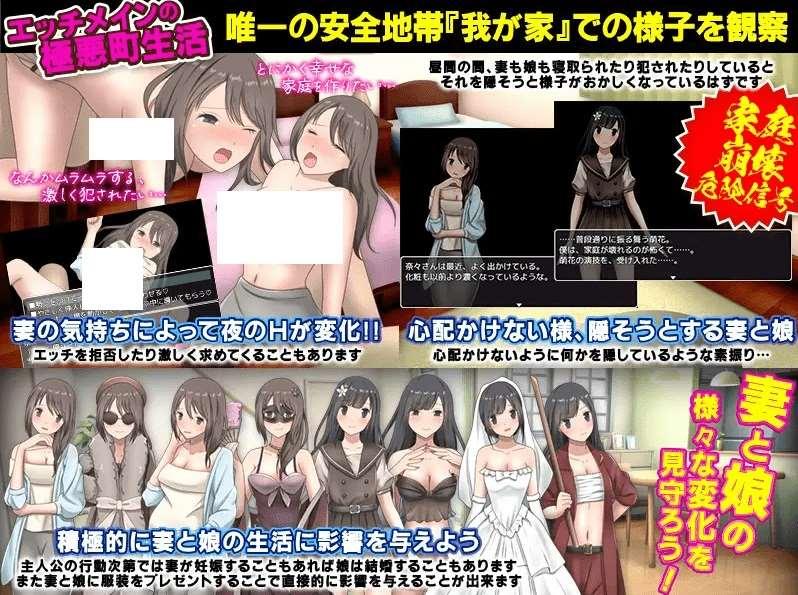 エッチメインの
極悪町生活
唯一の安全地帯『我が家』での様子を観察
昼間の間、妻も娘も寝取られたり犯されたりしていると
それを隠そうと様子がおかしくなっているはずです
とにかく幸せな
家庭を作りたい…
家庭
崩壊
危険信号
なんかムラムラする、
激しく犯されたい…
……普段通りに振る舞う萌花。
僕は、家庭が壊れるのが怖くて……。
萌花の演技を、受け入れた……。
奈々さんは最近、よく出かけている。
化粧も以前より濃くなっているような。
妻の気持ちによって夜のHが変化!!
エッチを拒否したり激しく求めてくることもあります
心配かけない様、隠そうとする妻と娘
心配かけないように何かを隠しているような素振り…
妻と娘の
様々な変化を
見守ろう！
積極的に妻と娘の生活に影響を与えよう
主人公の行動次第では妻が妊娠することもあれば娘は結婚することもあります
また妻と娘に服装をプレゼントすることで直接的に影響を与えることが出来ます